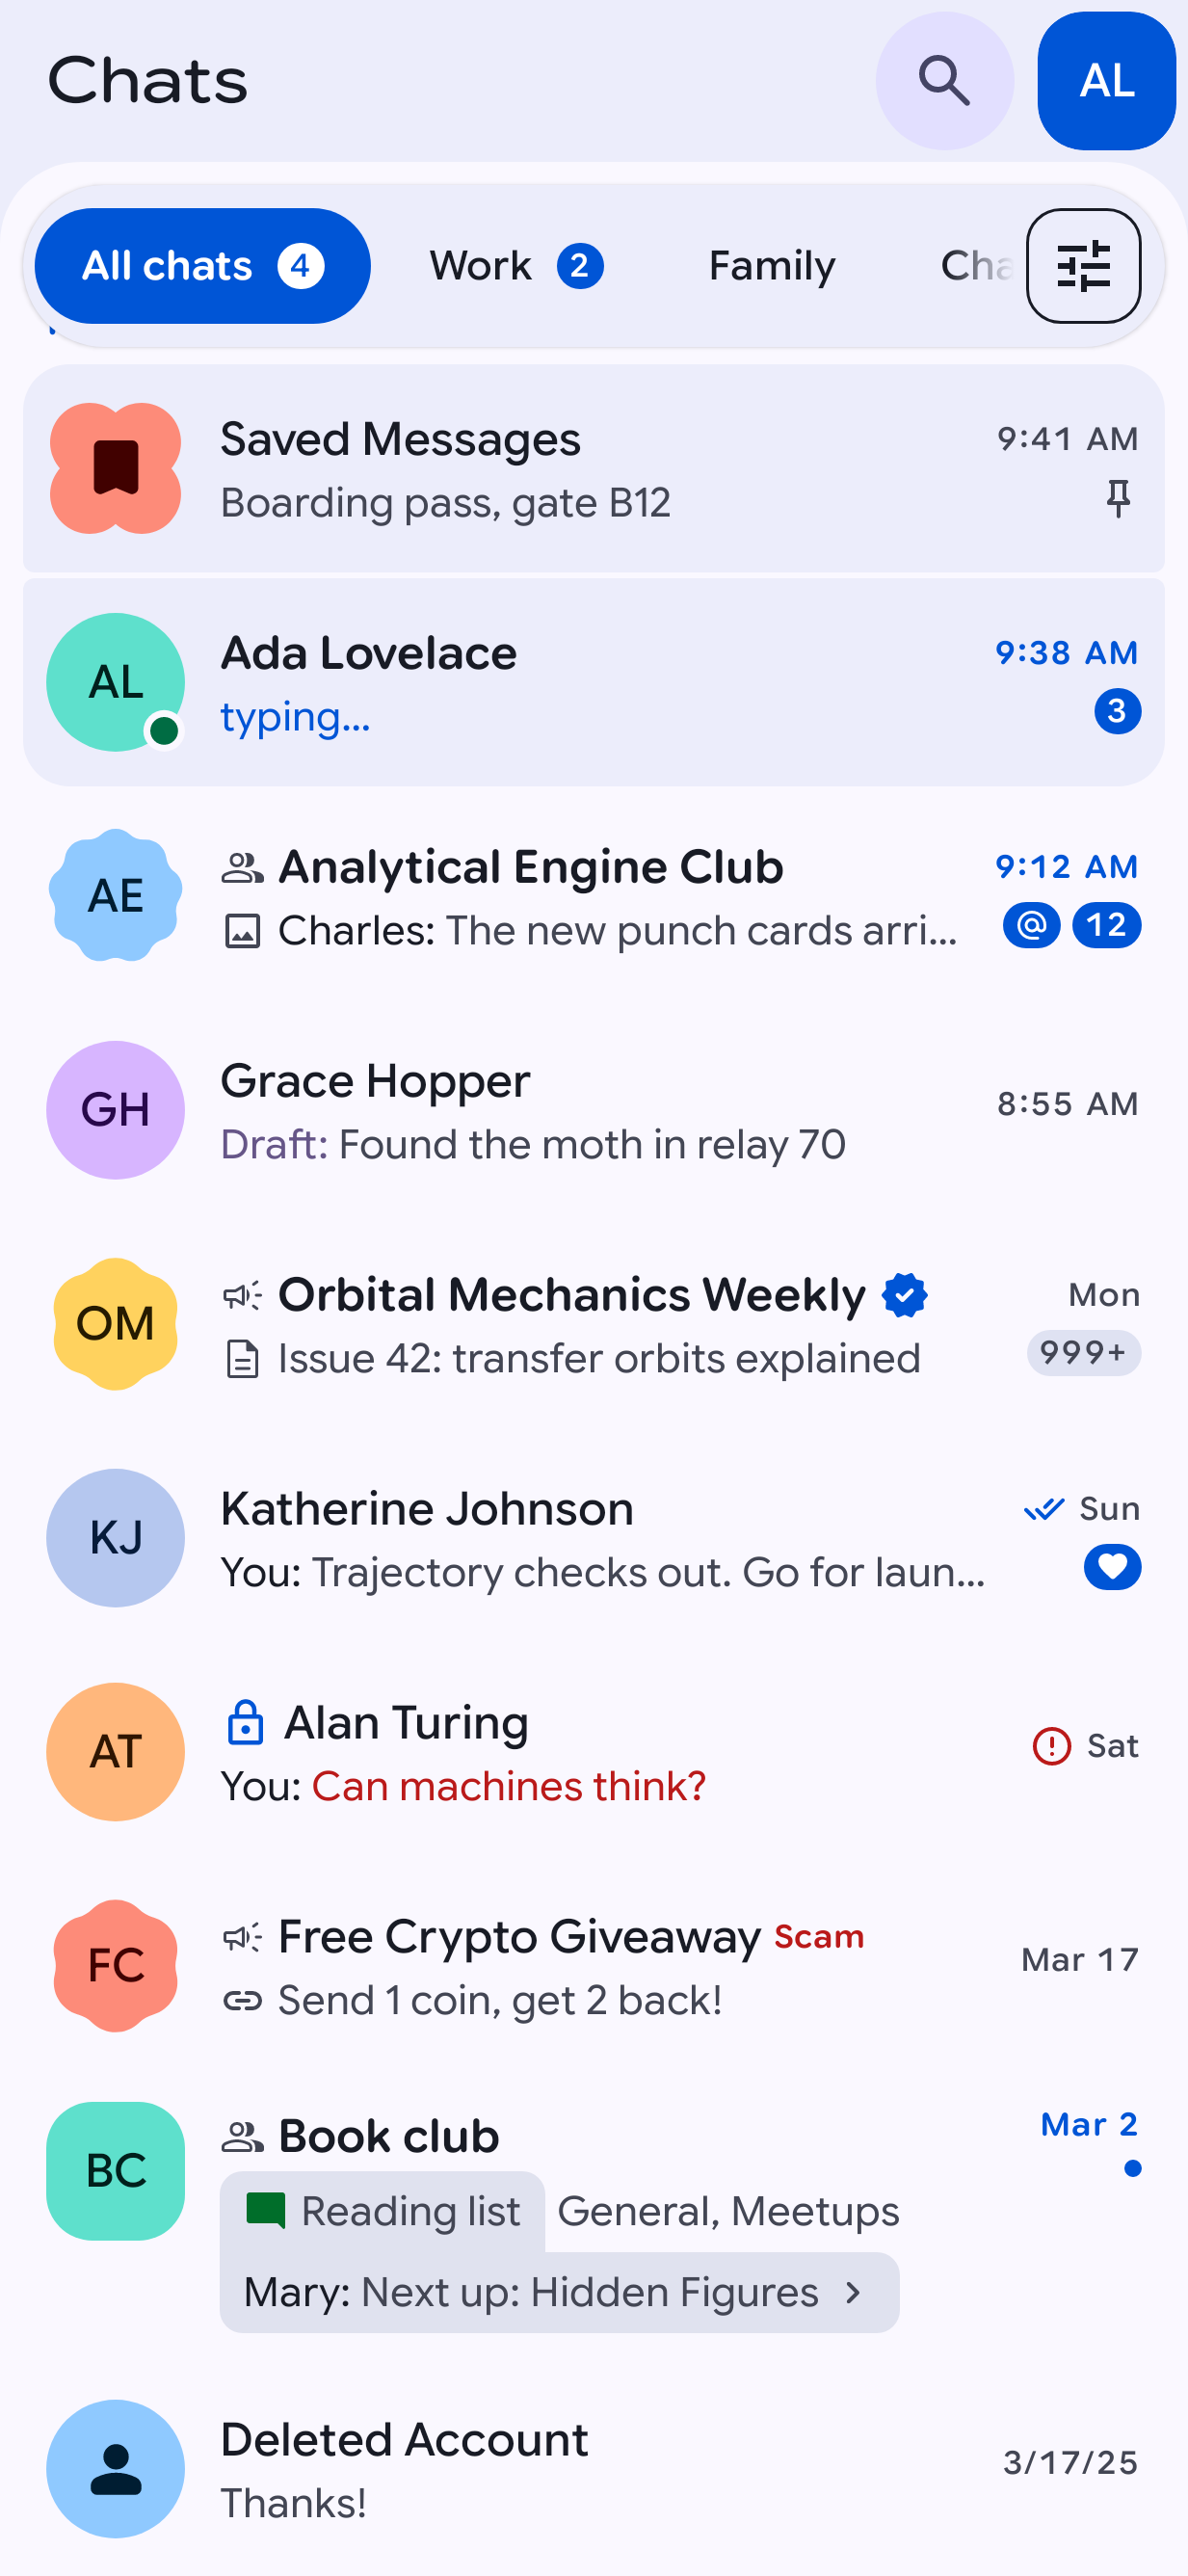 Chats
AL
All chats 4 Work 2 Family Cha
Saved Messages 9:41 AM
Boarding pass, gate B12
AL
Ada Lovelace 9:38 AM
typing... 3
AE
Analytical Engine Club 9:12 AM
Charles: The new punch cards arri... @ 12
GH
Grace Hopper 8:55 AM
Draft: Found the moth in relay 70
OM
Orbital Mechanics Weekly Mon
Issue 42: transfer orbits explained 999+
KJ
Katherine Johnson Sun
You: Trajectory checks out. Go for laun...
AT
Alan Turing Sat
You: Can machines think?
FC
Free Crypto Giveaway Scam Mar 17
Send 1 coin, get 2 back!
BC
Book club Mar 2
Reading list General, Meetups
Mary: Next up: Hidden Figures
Deleted Account 3/17/25
Thanks!